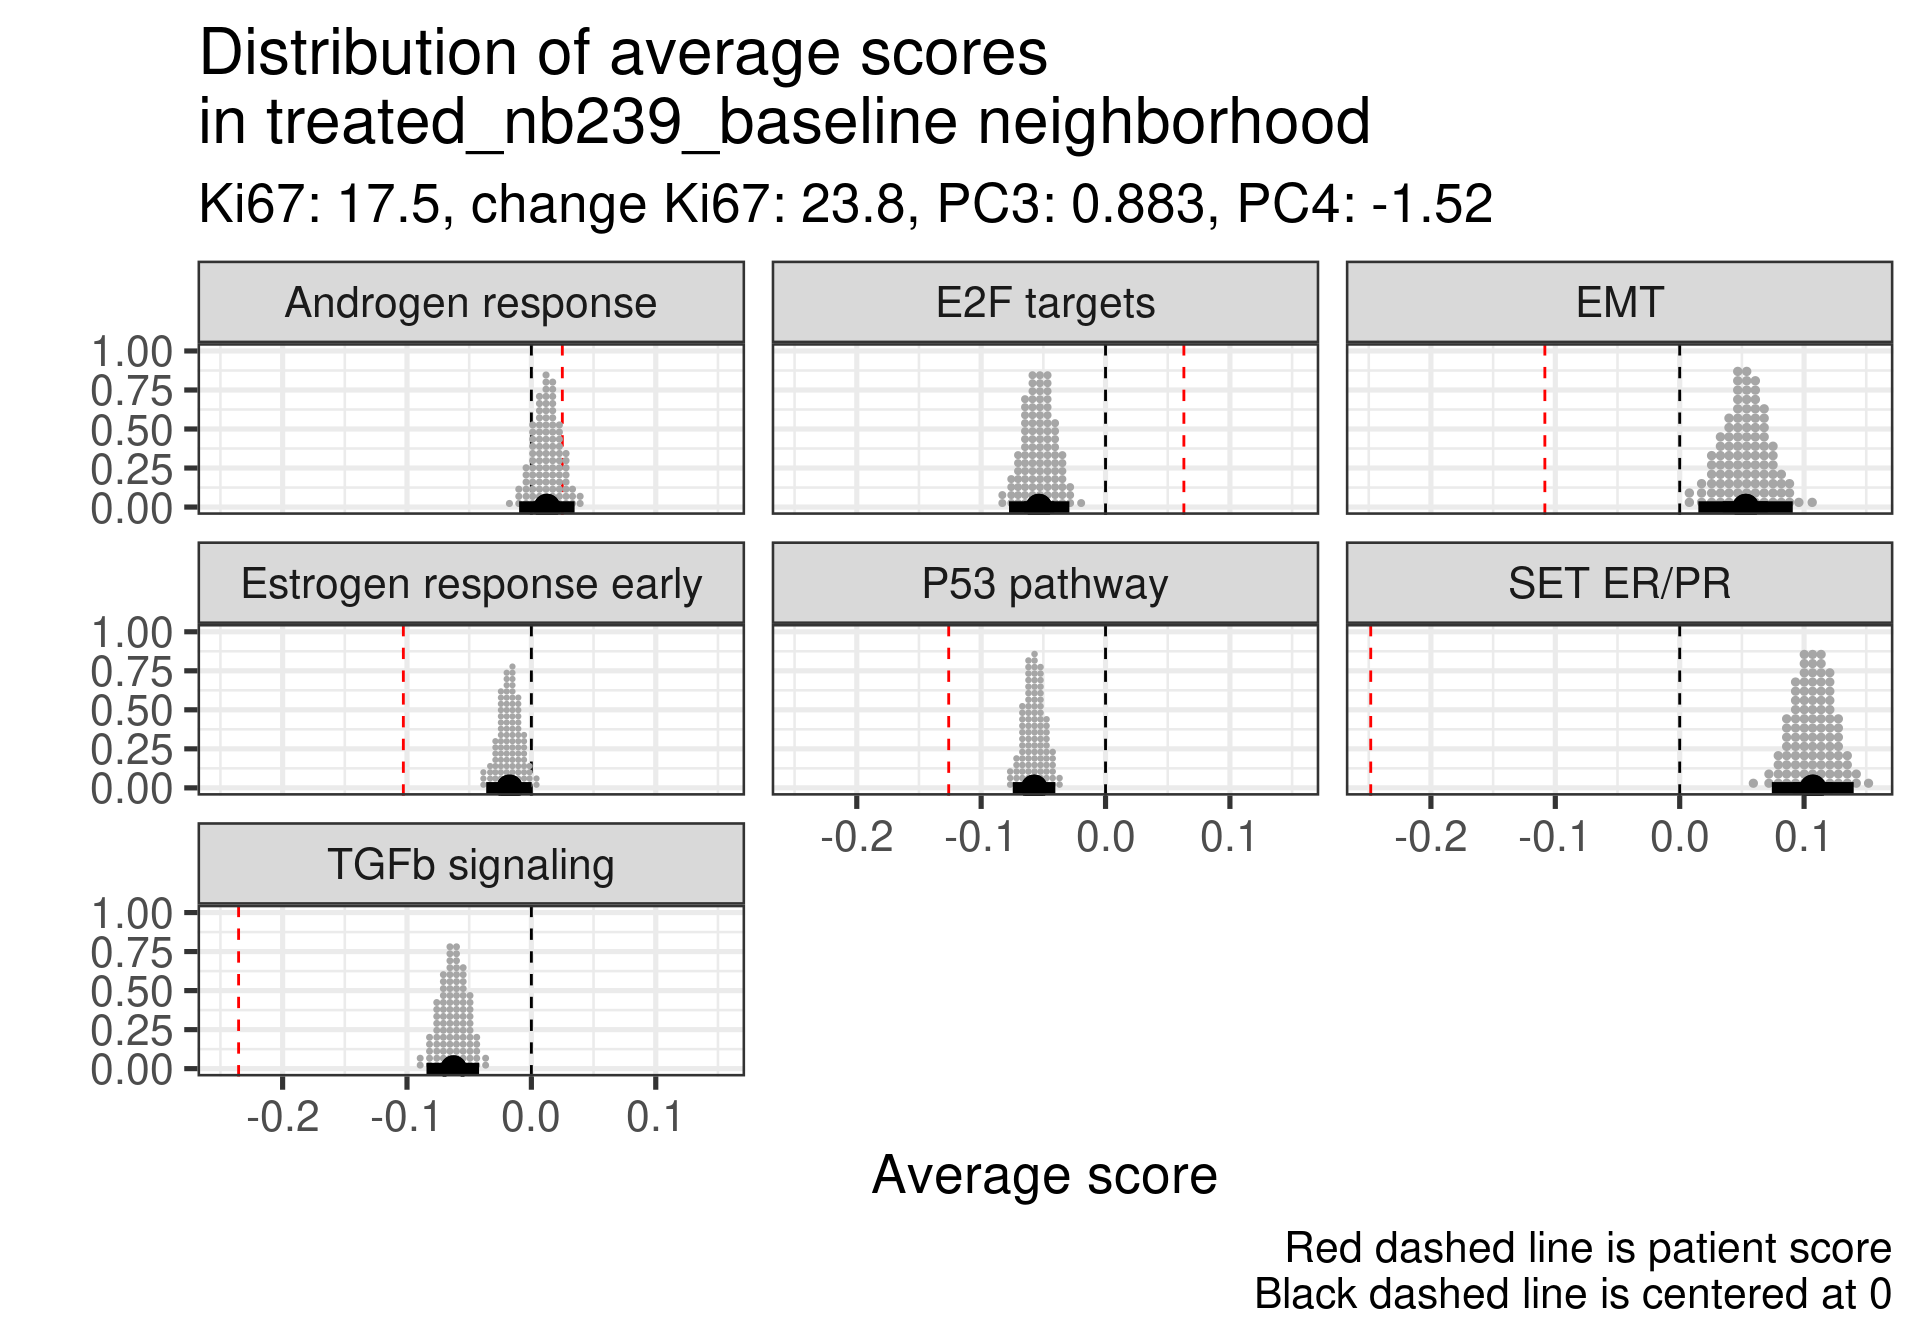 Distribution of average scores
in treated_nb239_baseline neighborhood
Ki67: 17.5, change Ki67: 23.8, PC3: 0.883, PC4: -1.52
Androgen response
E2F targets
EMT
1.00
0.75
0.50
0.25
0.00
Estrogen response early
P53 pathway
SET ER/PR
1.00
0.75
0.50
0.25
0.00
-0.2 -0.1 0.0 0.1
-0.2 -0.1 0.0 0.1
TGFb signaling
1.00
0.75
0.50
0.25
0.00
-0.2 -0.1 0.0 0.1
Average score
Red dashed line is patient score
Black dashed line is centered at 0